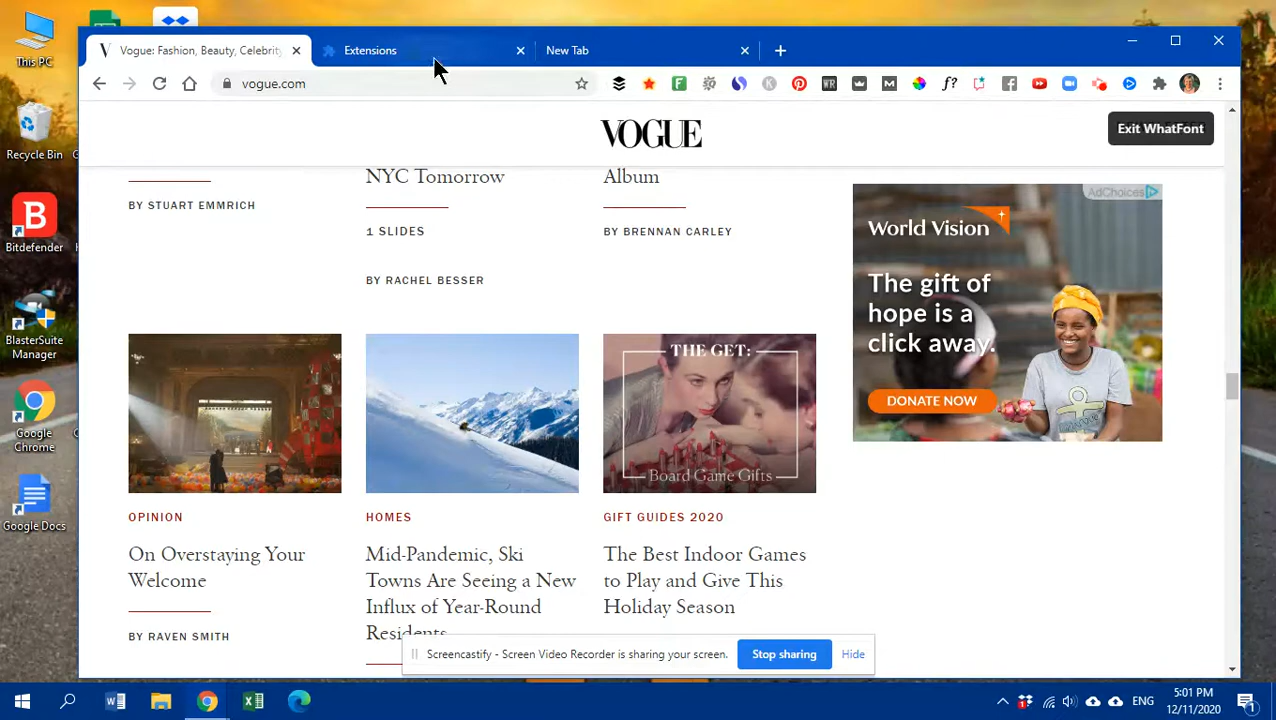 Vogue: Fashion, Beauty, Celebrity
Extensions
New Tab
vogue.com
WR
M
f?
This PC
Recycle Bin
B
Bitdefender
BlasterSuite
Manager
Google
Chrome
Google Docs
VOGUE
Exit WhatFont
NYC Tomorrow
Album
BY STUART EMMRICH
1 SLIDES
BY BRENNAN CARLEY
BY RACHEL BESSER
AdChoices
World Vision
The gift of
hope is a
click away.
DONATE NOW
THE GET:
Board Game Gifts
OPINION
HOMES
GIFT GUIDES 2020
On Overstaying Your
Welcome
Mid-Pandemic, Ski
Towns Are Seeing a New
Influx of Year-Round
Residents
The Best Indoor Games
to Play and Give This
Holiday Season
BY RAVEN SMITH
Screencastify - Screen Video Recorder is sharing your screen.
Stop sharing
Hide
ENG
5:01 PM
12/11/2020